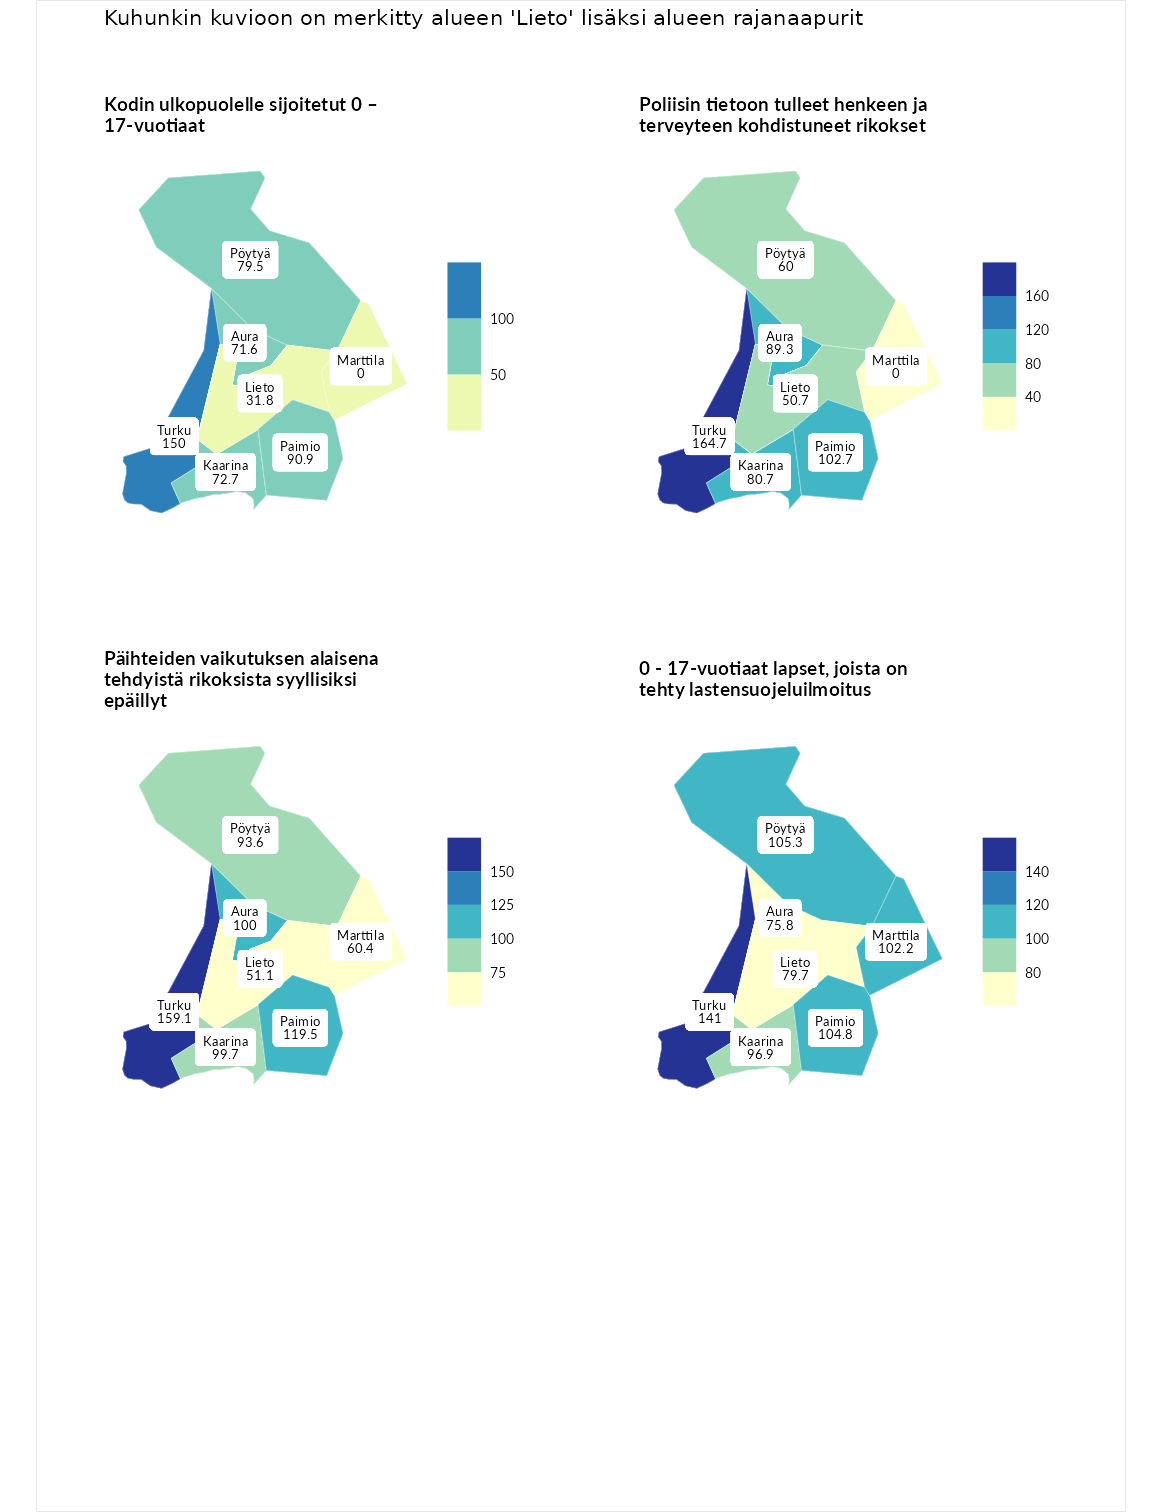 Kuhunkin kuvioon on merkitty alueen 'Lieto' lisäksi alueen rajanaapurit
Kodin ulkopuolelle sijoitetut 0 –
17-vuotiaat
Pöytyä
79.5
Aura
71.6
Marttila
0
Lieto
31.8
Turku
150
Paimio
90.9
Kaarina
72.7
100
50
Poliisin tietoon tulleet henkeen ja
terveyteen kohdistuneet rikokset
Pöytyä
60
Aura
89.3
Marttila
0
Lieto
50.7
Turku
164.7
Paimio
102.7
Kaarina
80.7
160
120
80
40
Päihteiden vaikutuksen alaisena
tehdyistä rikoksista syyllisiksi
epäillyt
Pöytyä
93.6
Aura
100
Marttila
60.4
Lieto
51.1
Turku
159.1
Paimio
119.5
Kaarina
99.7
150
125
100
75
0 - 17-vuotiaat lapset, joista on
tehty lastensuojeluilmoitus
Pöytyä
105.3
Aura
75.8
Marttila
102.2
Lieto
79.7
Turku
141
Paimio
104.8
Kaarina
96.9
140
120
100
80